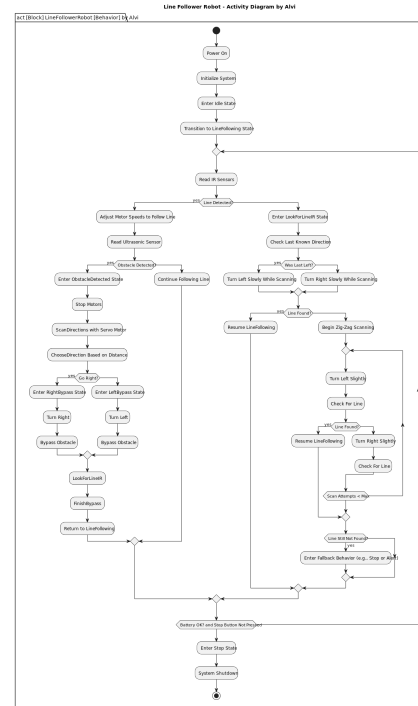 Line Follower Robot - Activity Diagram by Alvi
act [Block] LineFollowerRobot [Behavior] by Alvi
Power On
Initialize System
Enter Idle State
Transition to LineFollowing State
Read IR Sensors
yes
Line Detected?
Adjust Motor Speeds to Follow Line
Enter LookForLineIR State
Read Ultrasonic Sensor
Check Last Known Direction
yes
Obstacle Detected?
yes
Was Last Left?
Enter ObstacleDetected State
Continue Following Line
Turn Left Slowly While Scanning
Turn Right Slowly While Scanning
Stop Motors
yes
Line Found?
ScanDirections with Servo Motor
Resume LineFollowing
Begin Zig-Zag Scanning
ChooseDirection Based on Distance
yes
Go Right?
Turn Left Slightly
Enter RightBypass State
Enter LeftBypass State
Check For Line
Turn Right
Turn Left
yes
Line Found?
Bypass Obstacle
Bypass Obstacle
Resume LineFollowing
Turn Right Slightly
Check For Line
LookForLineIR
Scan Attempts < Max
FinishBypass
Return to LineFollowing
Line Still Not Found?
yes
Enter Fallback Behavior (e.g., Stop or Alert)
Battery OK? and Stop Button Not Pressed
Enter Stop State
System Shutdown